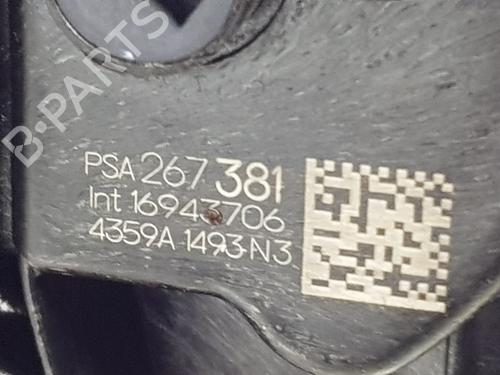 B-PARTS
PSA 267 381
Int 16943706
4359A 1493-N3